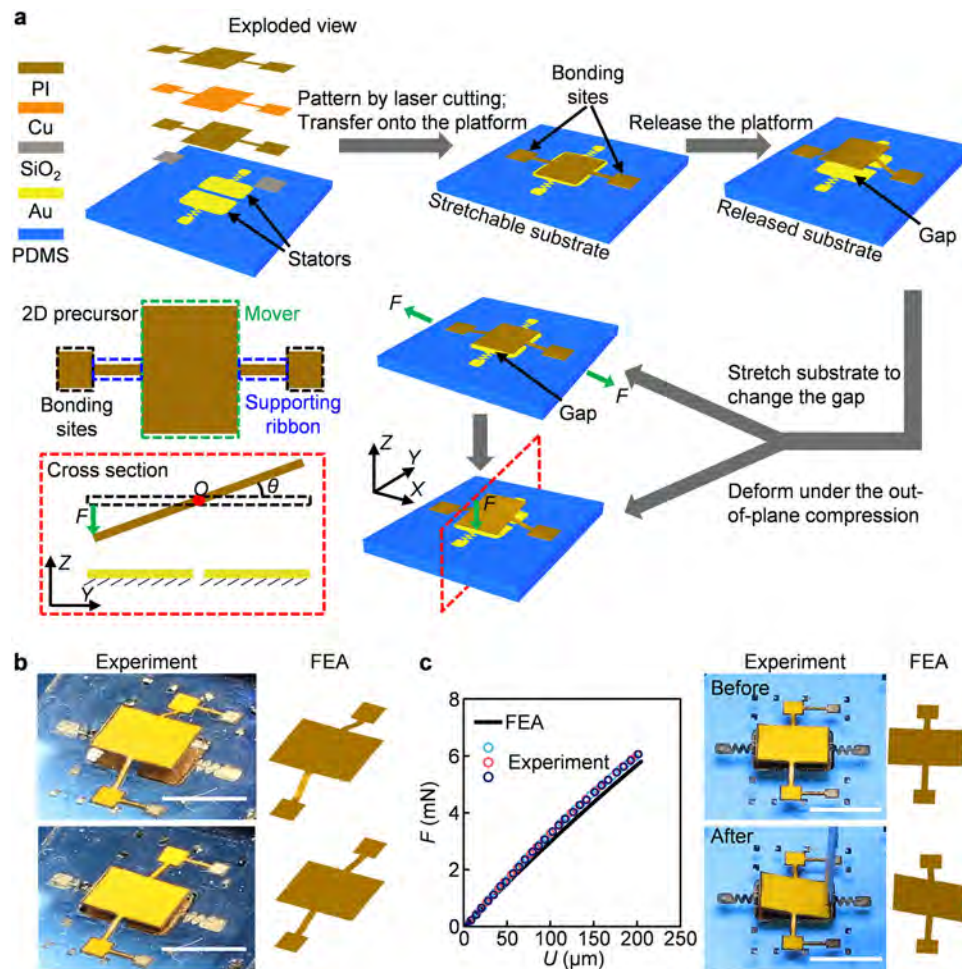 a
Exploded view
PI
Cu
SiO2
Au
PDMS
Stators
Pattern by laser cutting;
Transfer onto the platform
Bonding
sites
Stretchable substrate
Release the platform
Released substrate
Gap
2D precursor
Mover
Bonding
sites
Supporting
ribbon
F
F
Gap
Stretch substrate to
change the gap
Deform under the out-
of-plane compression
Z
Y
X
F
Cross section
O
θ
F
Z
Y
b
Experiment
FEA
c
8
6
4
2
0
F (mN)
FEA
Experiment
0
50
100
150
200
250
U (μm)
Experiment
FEA
Before
After